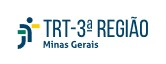 TRT-3ª REGIÃO
Minas Gerais